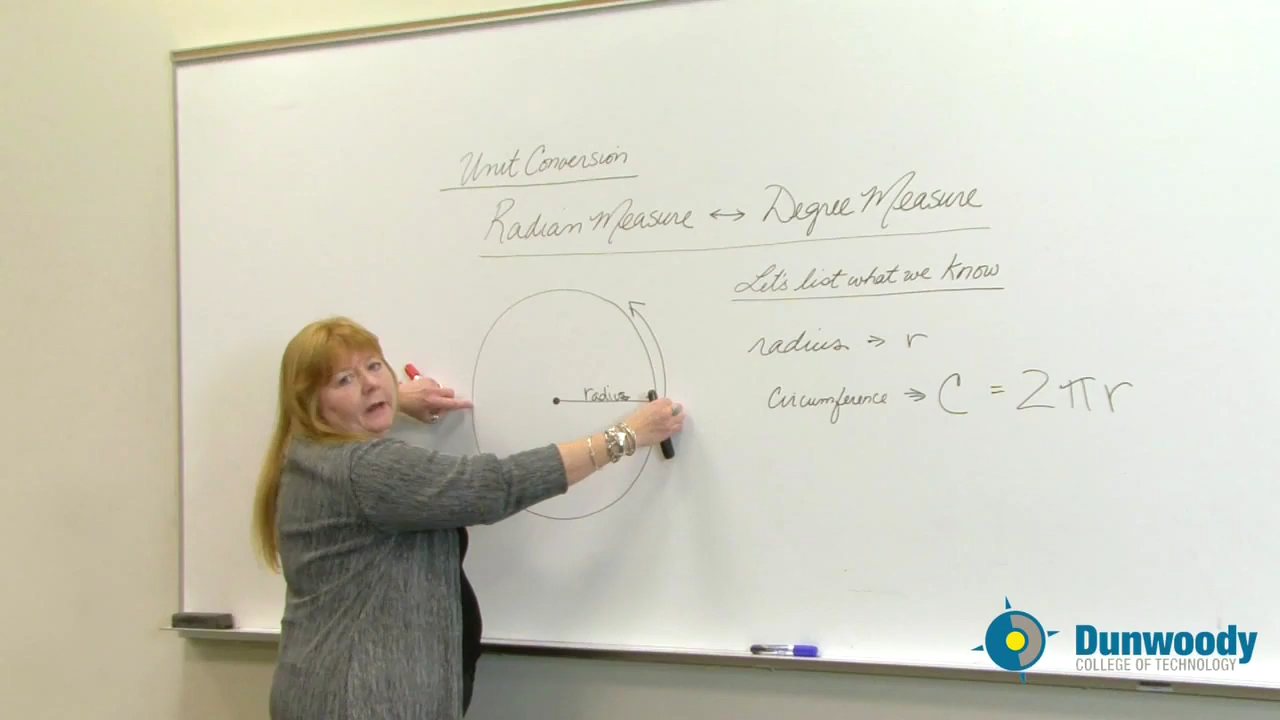 Unit Conversion
Radian Measure ↔ Degree Measure
Let's list what we know
radius ⇒ r
Circumference ⇒ C = 2πr
radius
Dunwoody
COLLEGE OF TECHNOLOGY